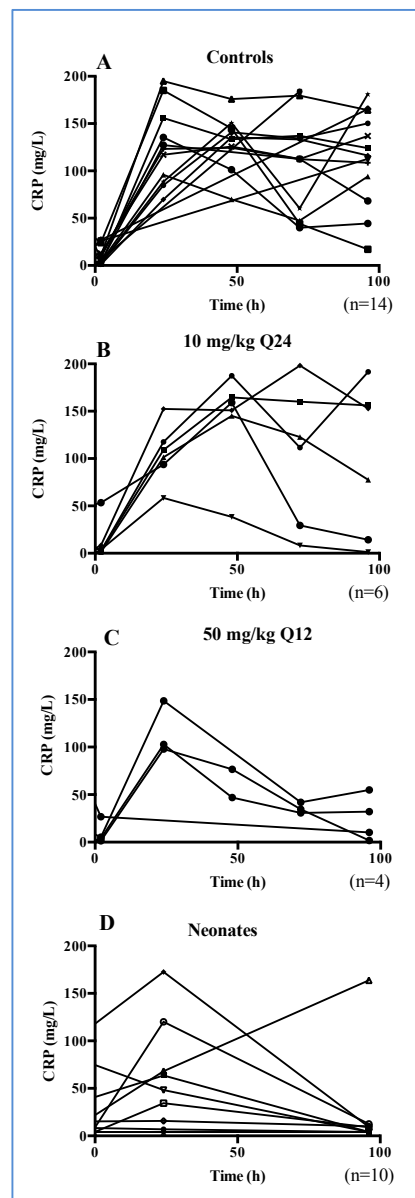 A Controls
200
150
100
50
0
CRP (mg/L)
0 50 100
Time (h) (n=14)
B 10 mg/kg Q24
200
150
100
50
0
CRP (mg/L)
0 50 100
Time (h) (n=6)
C 50 mg/kg Q12
200
150
100
50
0
CRP (mg/L)
0 50 100
Time (h) (n=4)
D Neonates
200
150
100
50
0
CRP (mg/L)
0 50 100
Time (h) (n=10)